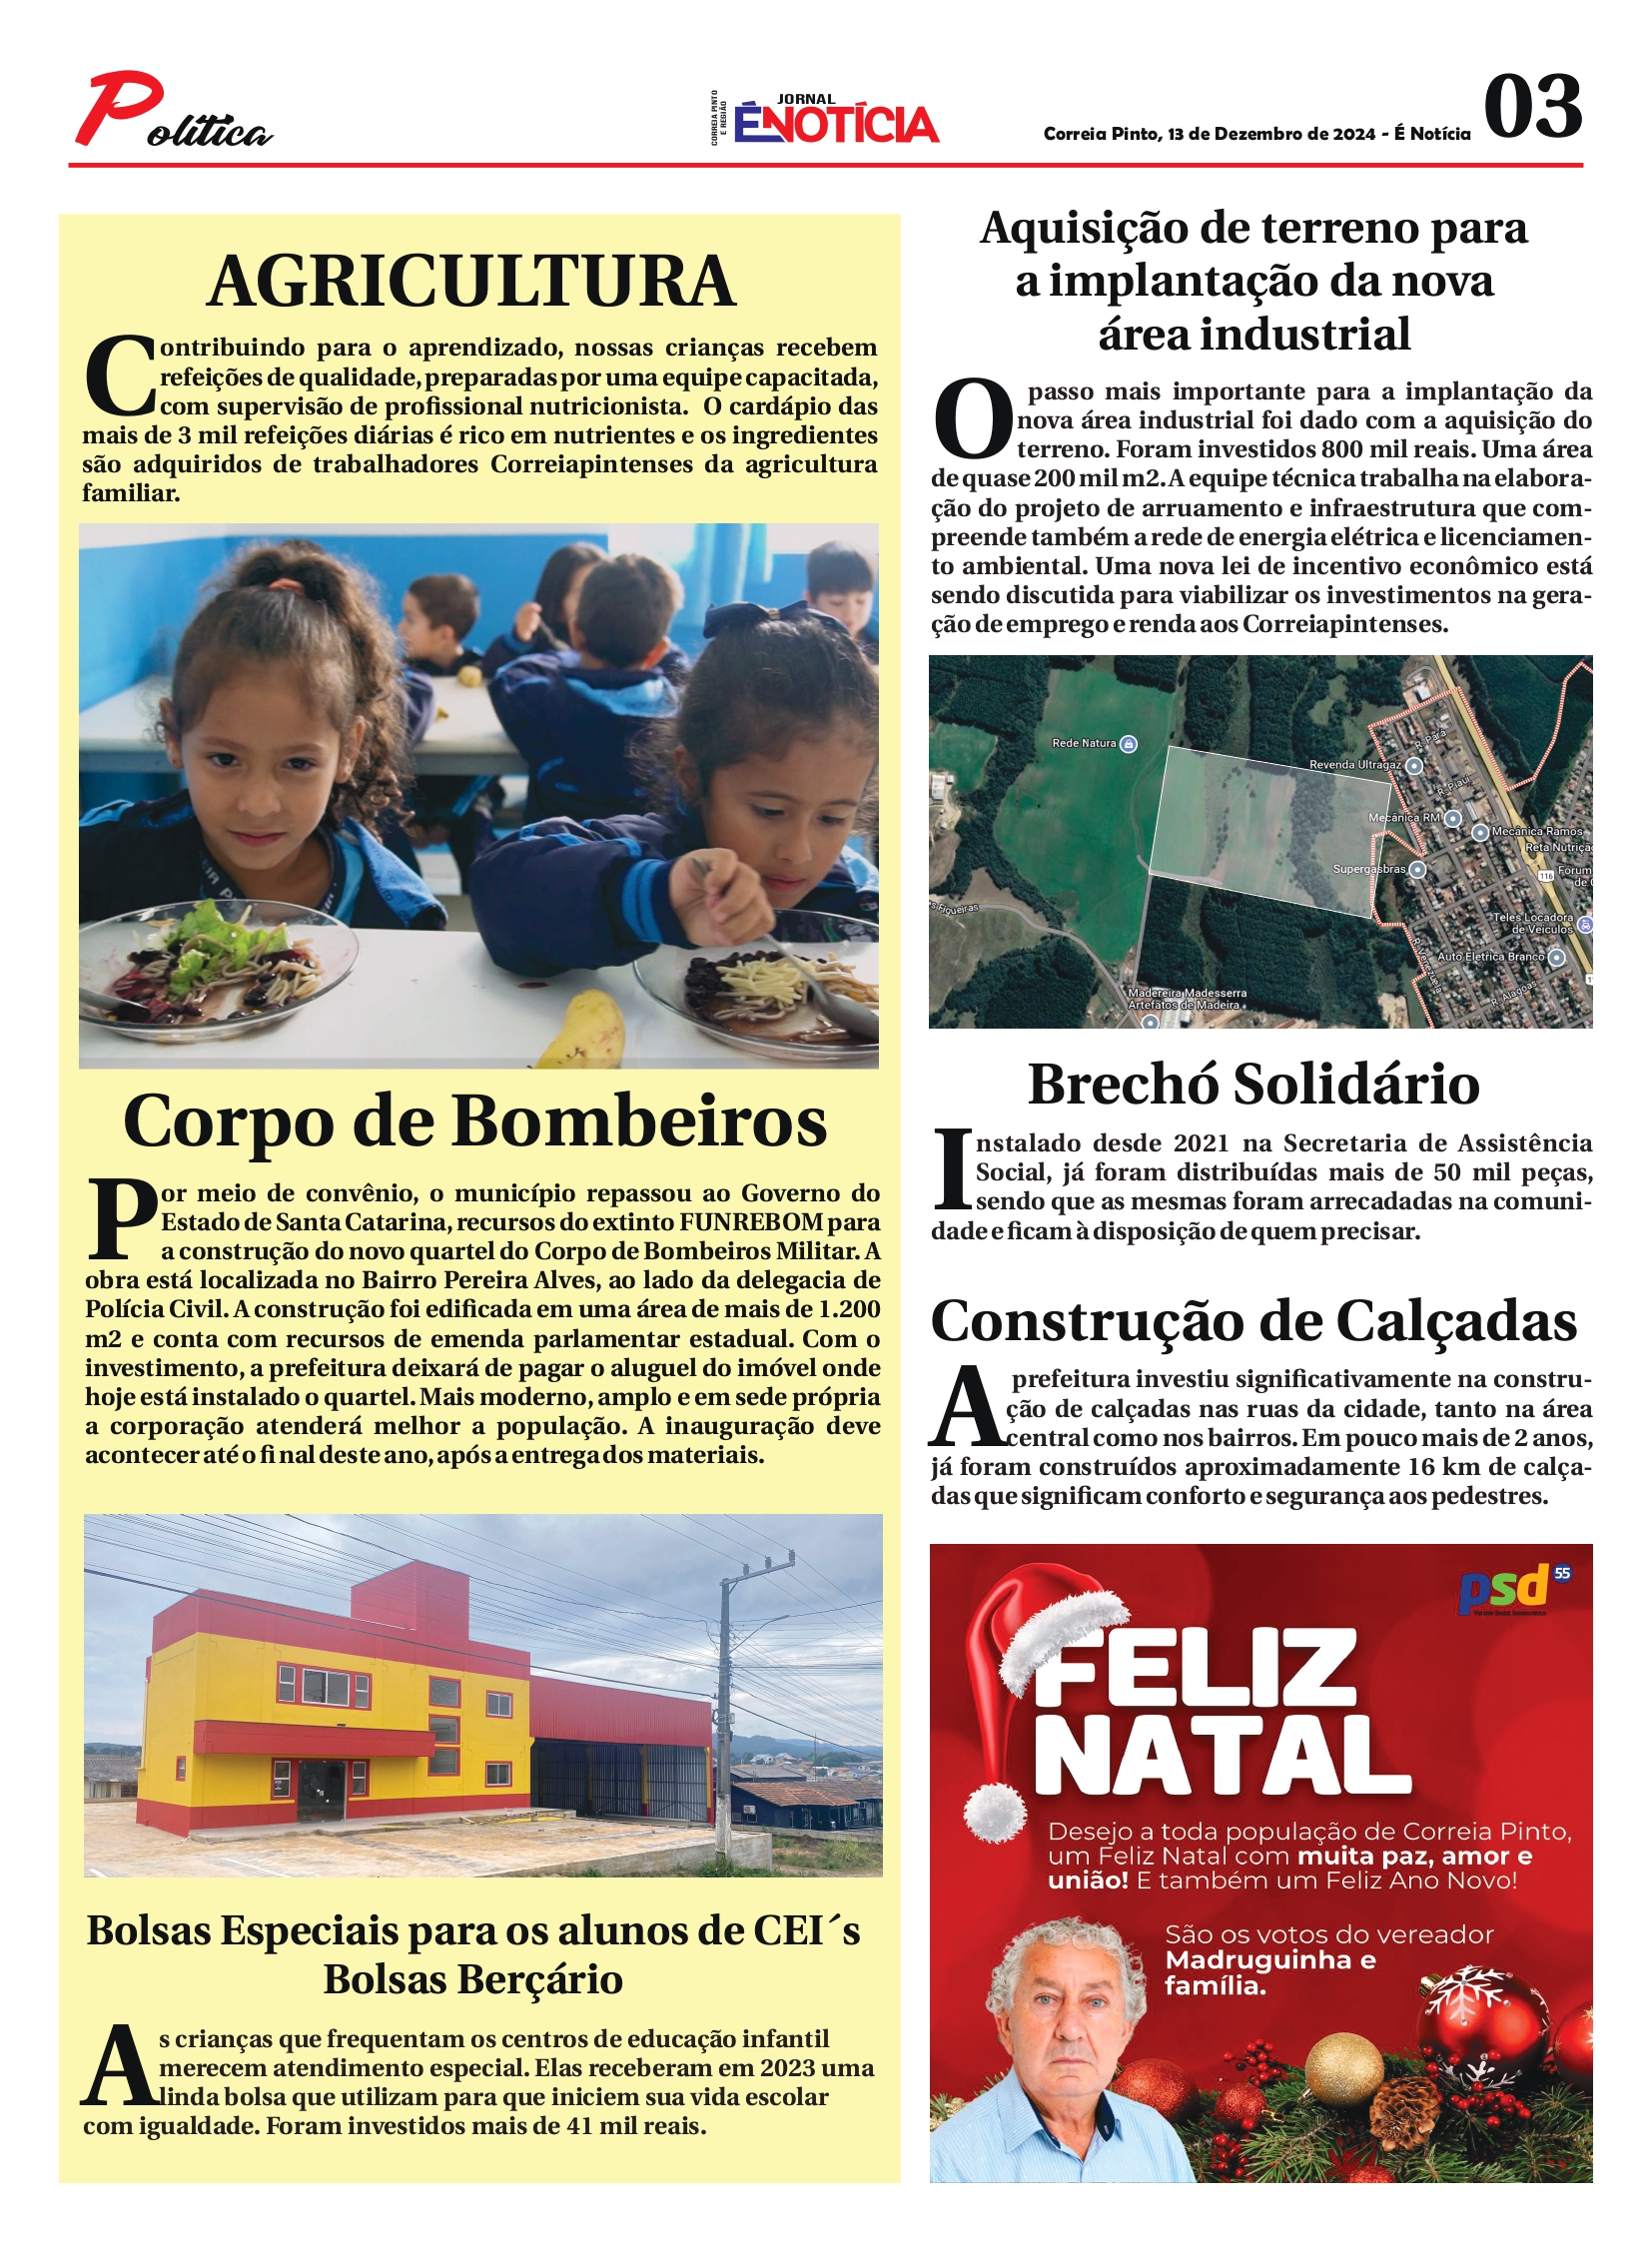 Política
CORREIA PINTO
E REGIÃO
JORNAL
ÉNOTÍCIA
Correia Pinto, 13 de Dezembro de 2024 - É Notícia
03
AGRICULTURA
Contribuindo para o aprendizado, nossas crianças recebem
refeições de qualidade, preparadas por uma equipe capacitada,
com supervisão de profissional nutricionista. O cardápio das
mais de 3 mil refeições diárias é rico em nutrientes e os ingredientes
são adquiridos de trabalhadores Correiapintenses da agricultura
familiar.
Corpo de Bombeiros
Por meio de convênio, o município repassou ao Governo do
Estado de Santa Catarina, recursos do extinto FUNREBOM para
a construção do novo quartel do Corpo de Bombeiros Militar. A
obra está localizada no Bairro Pereira Alves, ao lado da delegacia de
Polícia Civil. A construção foi edificada em uma área de mais de 1.200
m2 e conta com recursos de emenda parlamentar estadual. Com o
investimento, a prefeitura deixará de pagar o aluguel do imóvel onde
hoje está instalado o quartel. Mais moderno, amplo e em sede própria
a corporação atenderá melhor a população. A inauguração deve
acontecer até o fi nal deste ano, após a entrega dos materiais.
Bolsas Especiais para os alunos de CEI´s
Bolsas Berçário
As crianças que frequentam os centros de educação infantil
merecem atendimento especial. Elas receberam em 2023 uma
linda bolsa que utilizam para que iniciem sua vida escolar
com igualdade. Foram investidos mais de 41 mil reais.
Aquisição de terreno para
a implantação da nova
área industrial
O passo mais importante para a implantação da
nova área industrial foi dado com a aquisição do
terreno. Foram investidos 800 mil reais. Uma área
de quase 200 mil m2. A equipe técnica trabalha na elabora-
ção do projeto de arruamento e infraestrutura que com-
preende também a rede de energia elétrica e licenciamen-
to ambiental. Uma nova lei de incentivo econômico está
sendo discutida para viabilizar os investimentos na gera-
ção de emprego e renda aos Correiapintenses.
Rede Natura
R. Pará
Revenda Ultragaz
R. Piauí
Mecânica RM
Mecânica Ramos
Reta Nutrição
Supergasbras
116
Fórum
de
s Figueiras
Teles Locadora
de Veículos
R. Venezuela
Auto Eletrica Branco
R. Alagoas
Madereira Madesserra
Artefatos de Madeira
Brechó Solidário
Instalado desde 2021 na Secretaria de Assistência
Social, já foram distribuídas mais de 50 mil peças,
sendo que as mesmas foram arrecadadas na comuni-
dade e ficam à disposição de quem precisar.
Construção de Calçadas
A prefeitura investiu significativamente na constru-
ção de calçadas nas ruas da cidade, tanto na área
central como nos bairros. Em pouco mais de 2 anos,
já foram construídos aproximadamente 16 km de calça-
das que significam conforto e segurança aos pedestres.
psd 55
Partido Social Democrático
FELIZ
NATAL
Desejo a toda população de Correia Pinto,
um Feliz Natal com muita paz, amor e
união! E também um Feliz Ano Novo!
São os votos do vereador
Madruguinha e
família.